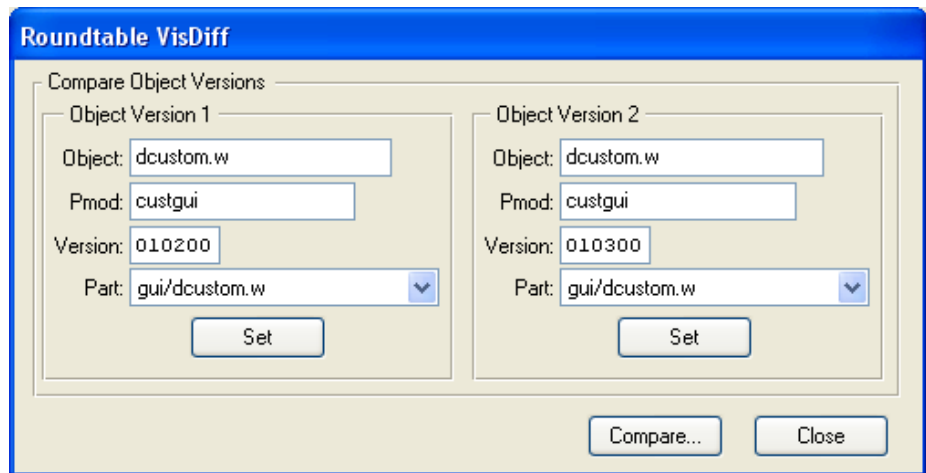 Roundtable VisDiff
Compare Object Versions
Object Version 1
Object: dcustom.w
Pmod: custgui
Version: 010200
Part: gui/dcustom.w
Set
Object Version 2
Object: dcustom.w
Pmod: custgui
Version: 010300
Part: gui/dcustom.w
Set
Compare... Close